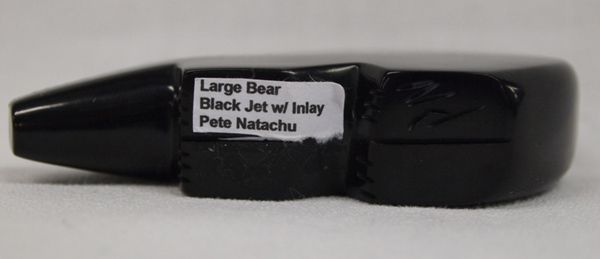 Large Bear
Black Jet w/ Inlay
Pete Natachu